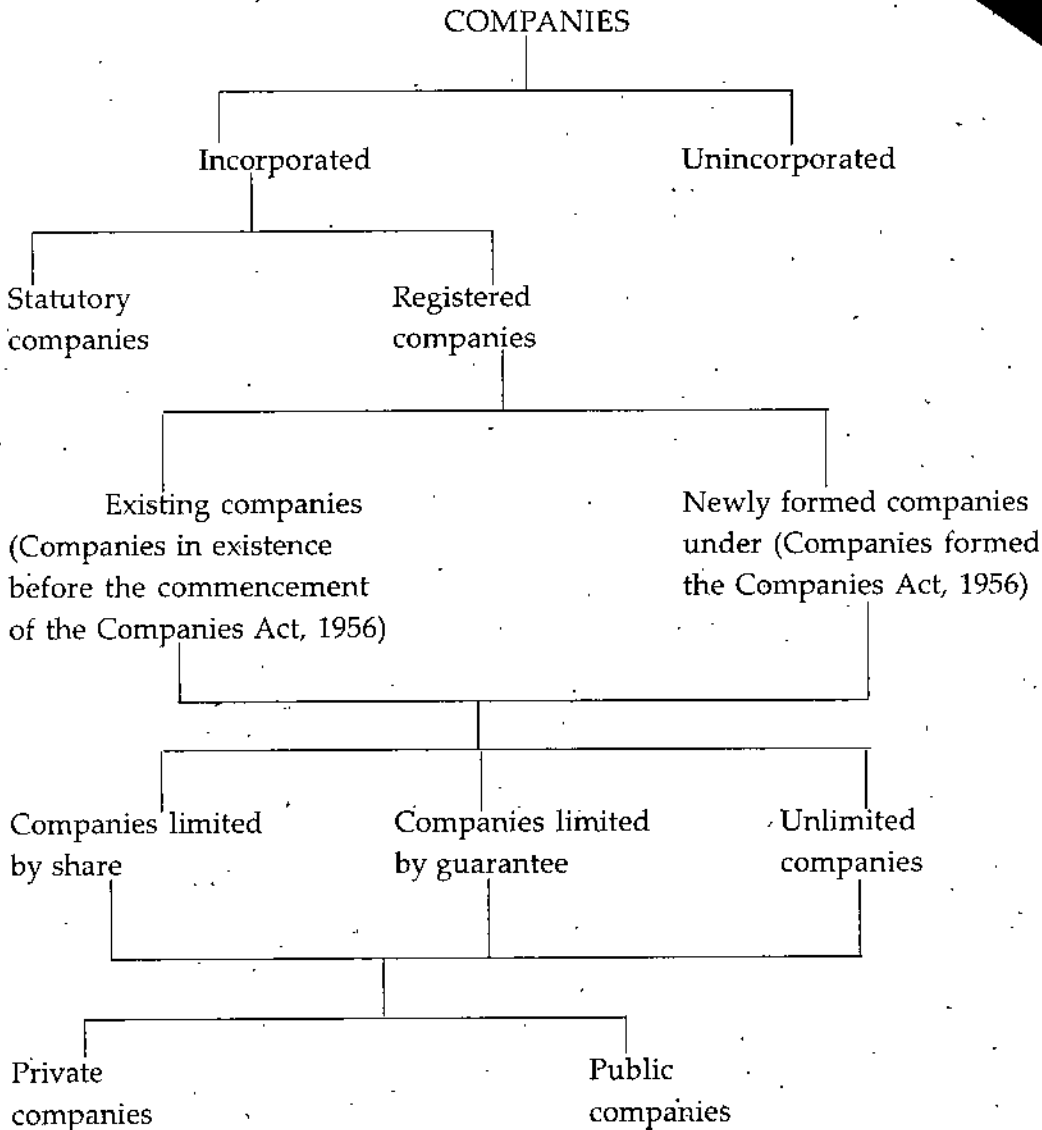 COMPANIES
Incorporated
Unincorporated
Statutory
companies
Registered
companies
Existing companies
(Companies in existence
before the commencement
of the Companies Act, 1956)
Newly formed companies
under (Companies formed
the Companies Act, 1956)
Companies limited
by share
Companies limited
by guarantee
Unlimited
companies
Private
companies
Public
companies